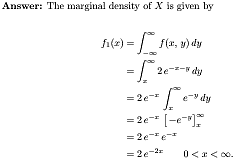 Answer: The marginal density of X is given by
f₁(x) = ∫_{-∞}^{∞} f(x, y) dy
= ∫_{x}^{∞} 2 e^{-x-y} dy
= 2 e^{-x} ∫_{x}^{∞} e^{-y} dy
= 2 e^{-x} [-e^{-y}]_{x}^{∞}
= 2 e^{-x} e^{-x}
= 2 e^{-2x} 0 < x < ∞.